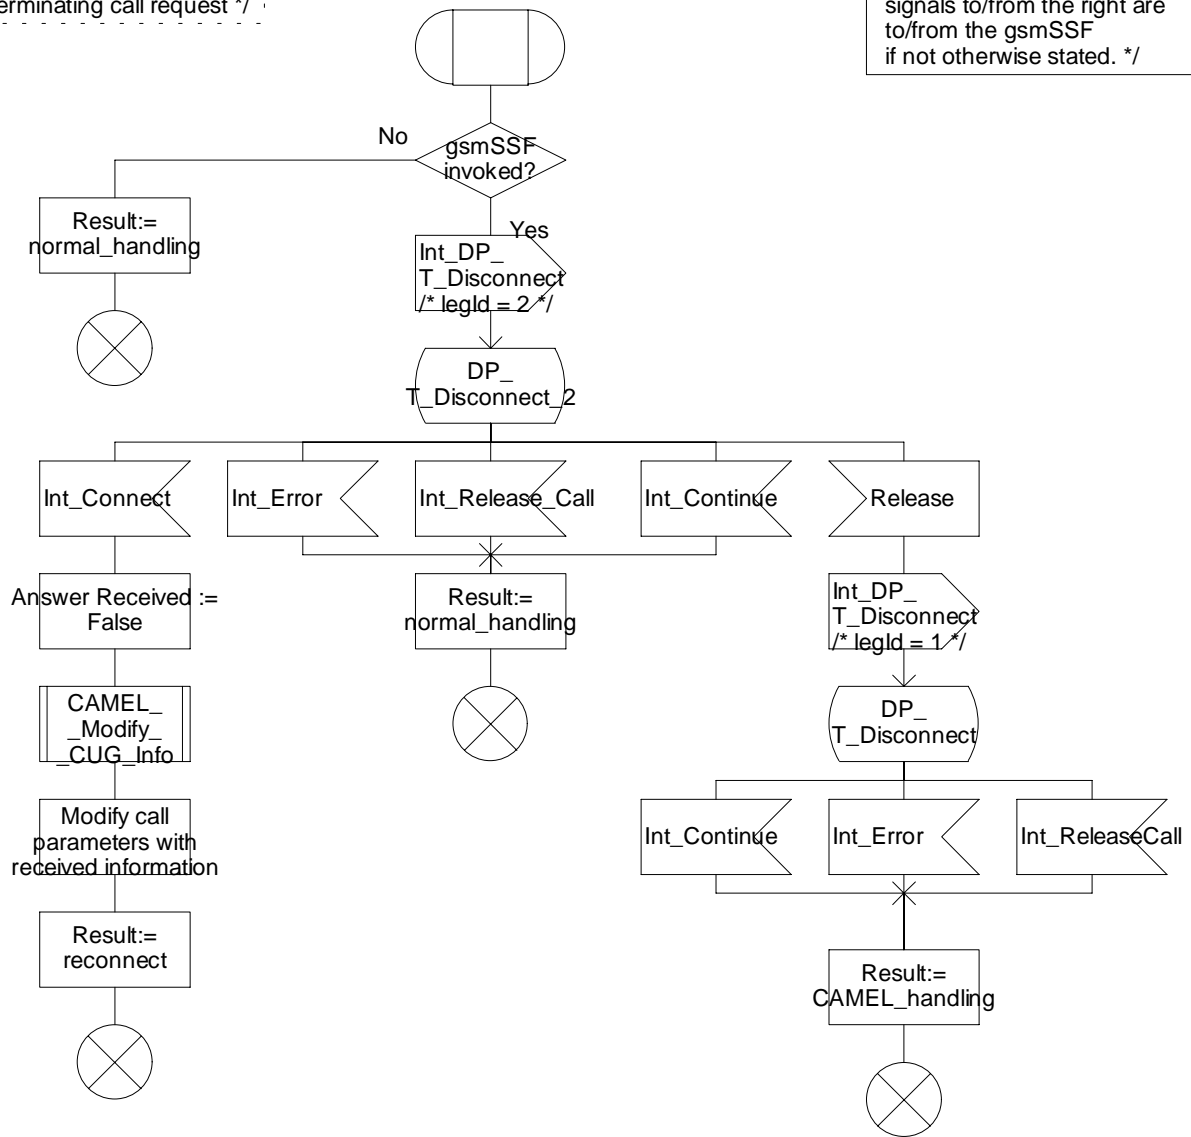 erminating call request */
signals to/from the right are
to/from the gsmSSF
if not otherwise stated. */
No
gsmSSF
invoked?
Result:=
normal_handling
Yes
Int_DP_
T_Disconnect
/* legId = 2 */
DP_
T_Disconnect_2
Int_Connect
Int_Error
Int_Release_Call
Int_Continue
Release
Answer Received :=
False
Result:=
normal_handling
Int_DP_
T_Disconnect
/* legId = 1 */
CAMEL_
_Modify_
_CUG_Info
DP_
T_Disconnect
Modify call
parameters with
received information
Int_Continue
Int_Error
Int_ReleaseCall
Result:=
reconnect
Result:=
CAMEL_handling